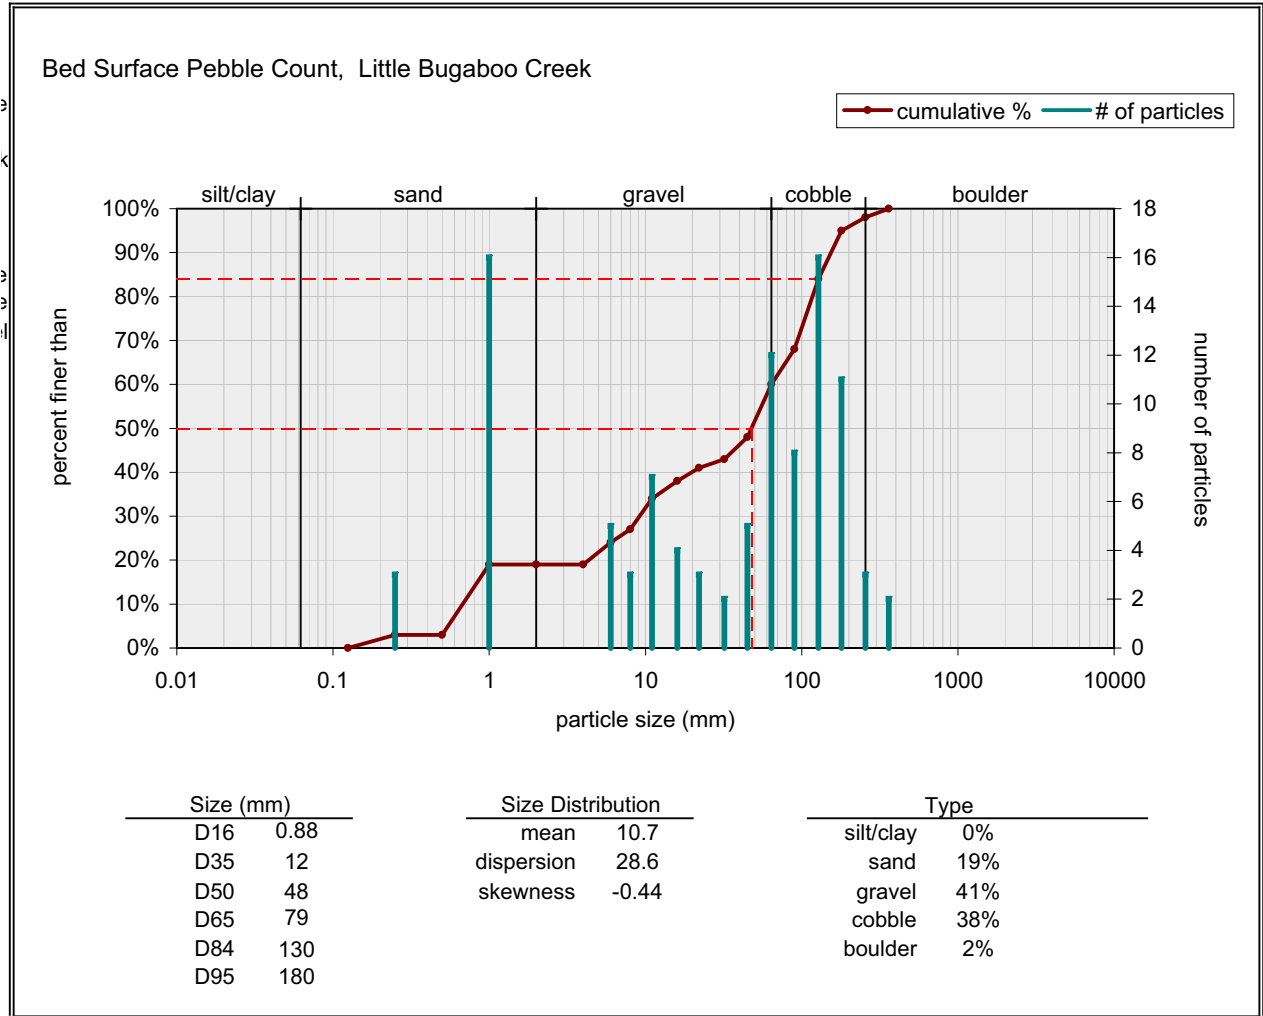 Bed Surface Pebble Count, Little Bugaboo Creek
cumulative % # of particles
silt/clay sand gravel cobble boulder
100% 18
90% 16
80% 14
70% 12
60% 10
50% 8
40% 6
30% 4
20% 2
10% 0
0%
percent finer than
number of particles
0.01 0.1 1 10 100 1000 10000
particle size (mm)
Size (mm)
D16 0.88
D35 12
D50 48
D65 79
D84 130
D95 180
Size Distribution
mean 10.7
dispersion 28.6
skewness -0.44
Type
silt/clay 0%
sand 19%
gravel 41%
cobble 38%
boulder 2%